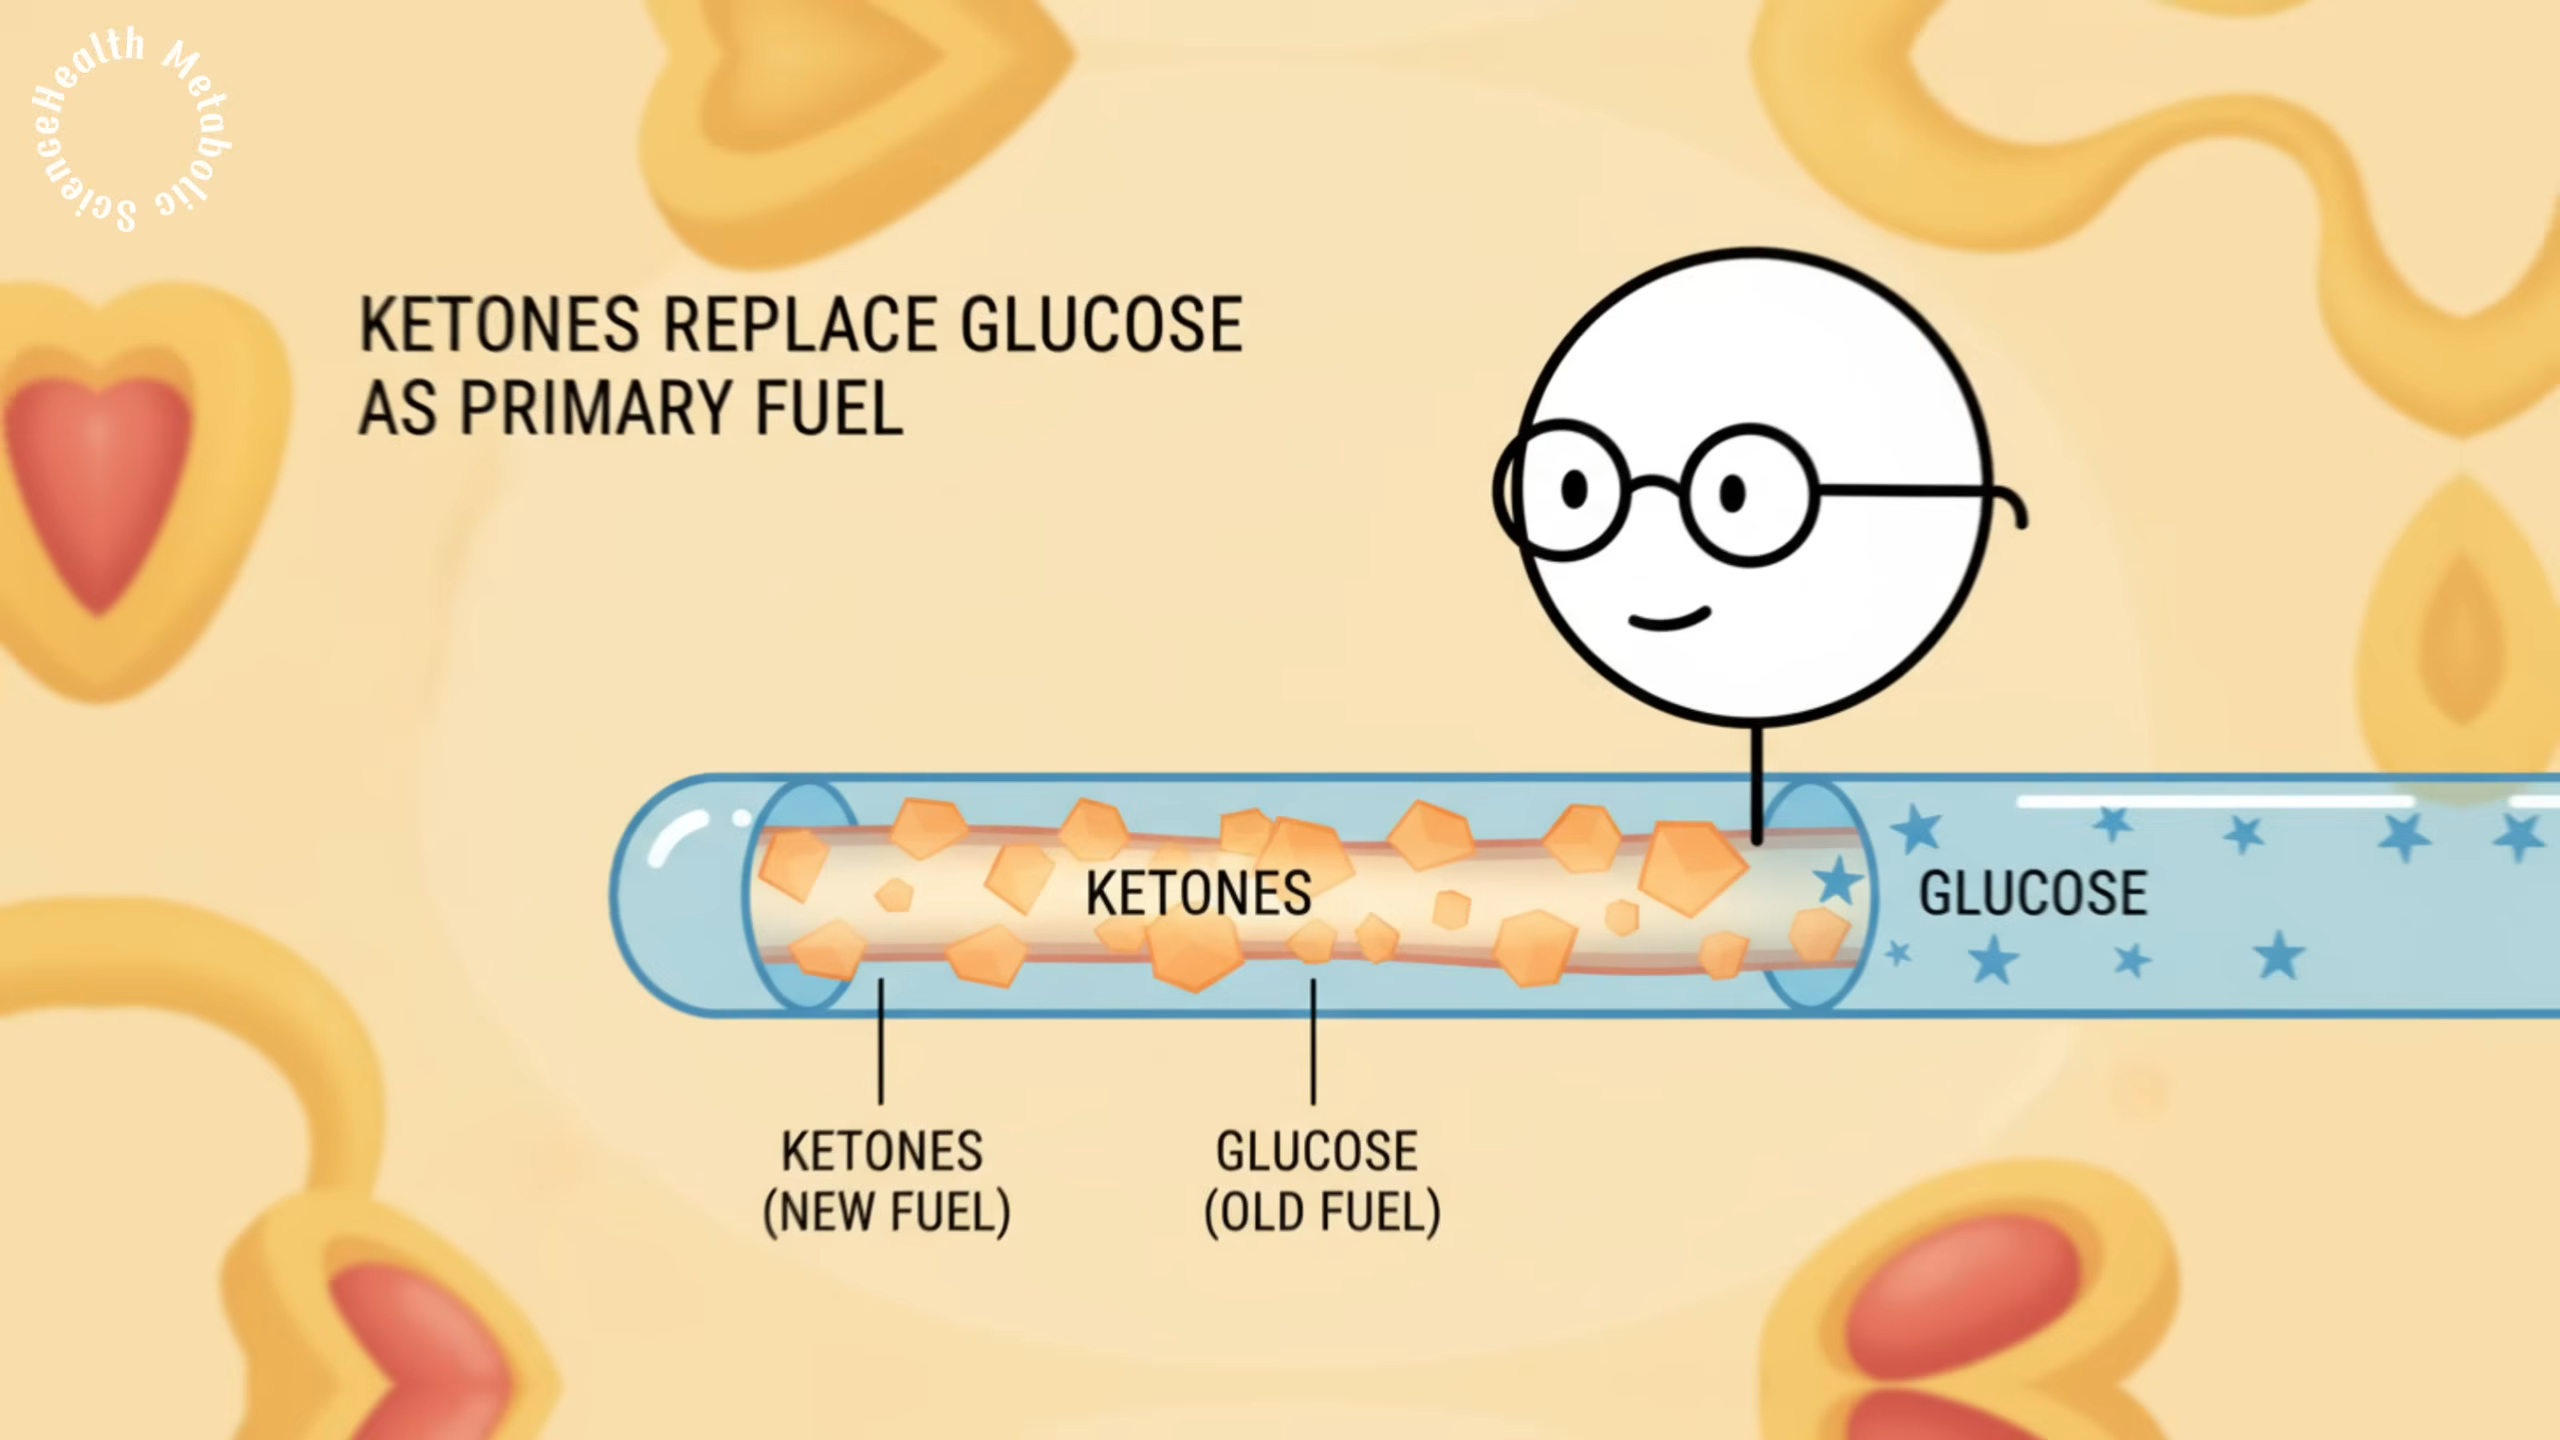 Health Metabolic Science
KETONES REPLACE GLUCOSE
AS PRIMARY FUEL
KETONES
GLUCOSE
KETONES
(NEW FUEL)
GLUCOSE
(OLD FUEL)